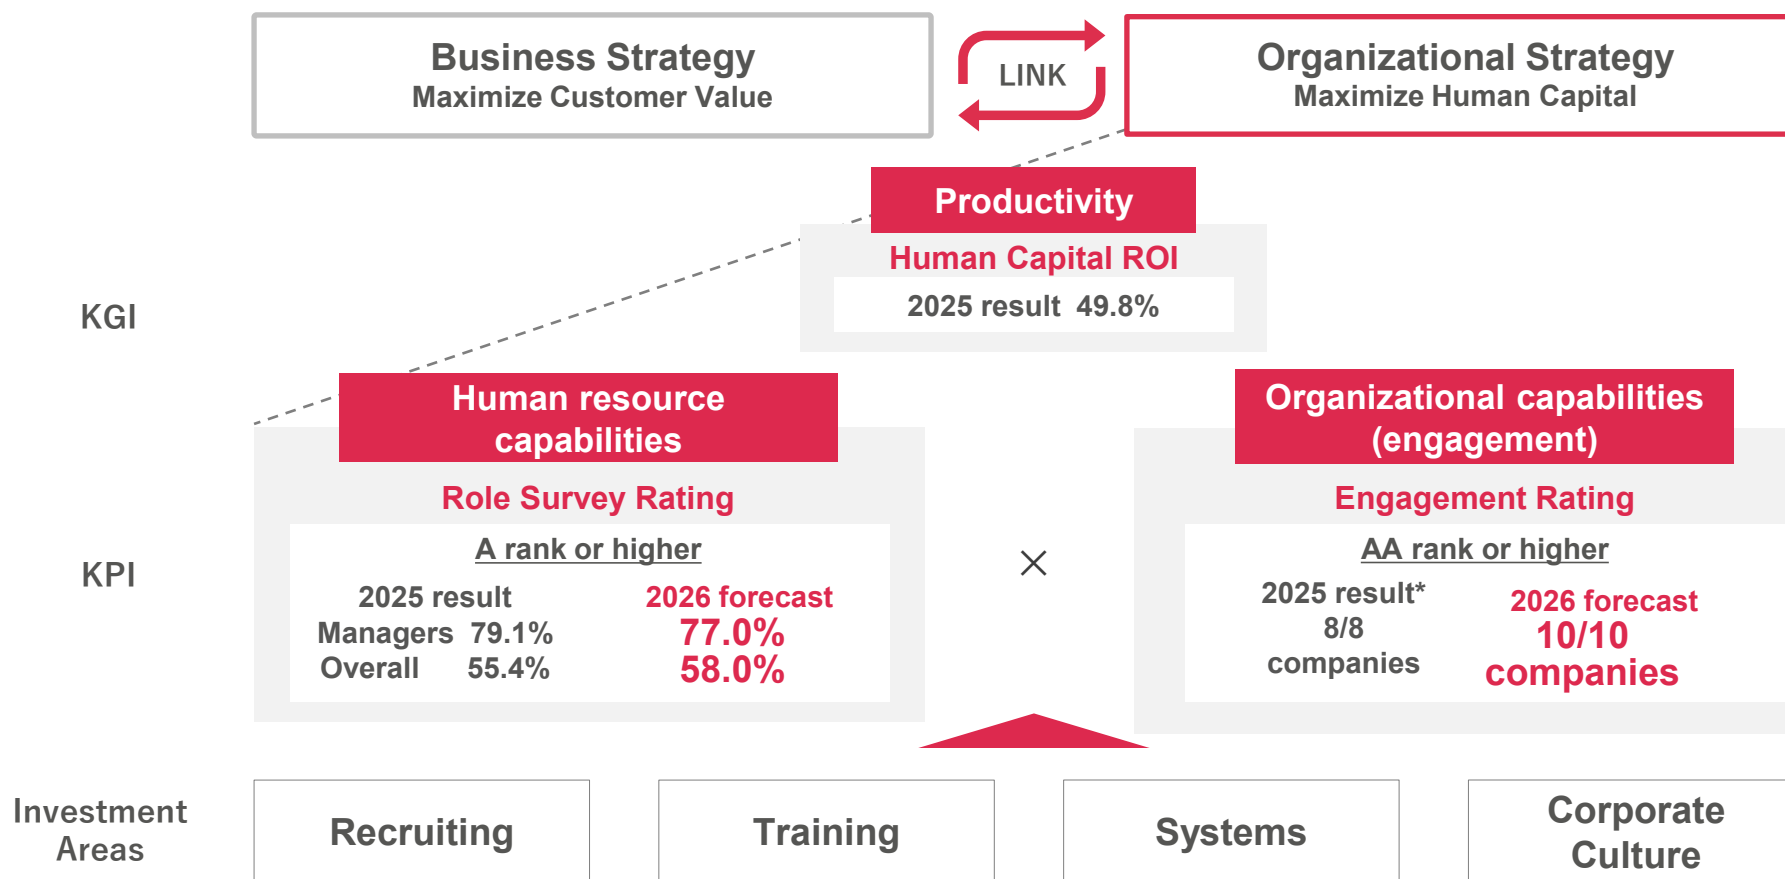 Business Strategy
Maximize Customer Value
LINK
Organizational Strategy
Maximize Human Capital
Productivity
Human Capital ROI
2025 result 49.8%
KGI
Human resource
capabilities
Role Survey Rating
A rank or higher
2025 result
2026 forecast
Managers 79.1%
77.0%
Overall 55.4%
58.0%
KPI
×
Organizational capabilities
(engagement)
Engagement Rating
AA rank or higher
2025 result*
8/8
companies
2026 forecast
10/10
companies
Investment
Areas
Recruiting
Training
Systems
Corporate
Culture